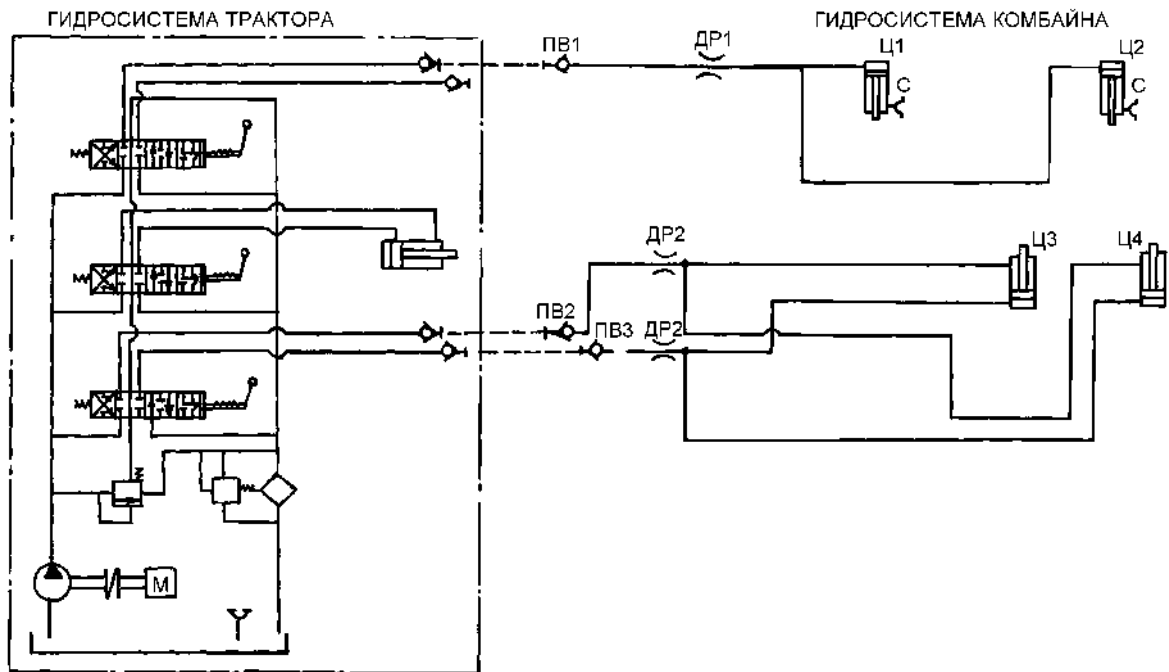 ГИДРОСИСТЕМА ТРАКТОРА
ГИДРОСИСТЕМА КОМБАЙНА
ПВ1
ДР1
Ц1
С
Ц2
С
ДР2
Ц3
Ц4
ПВ2
ПВ3
ДР2
М